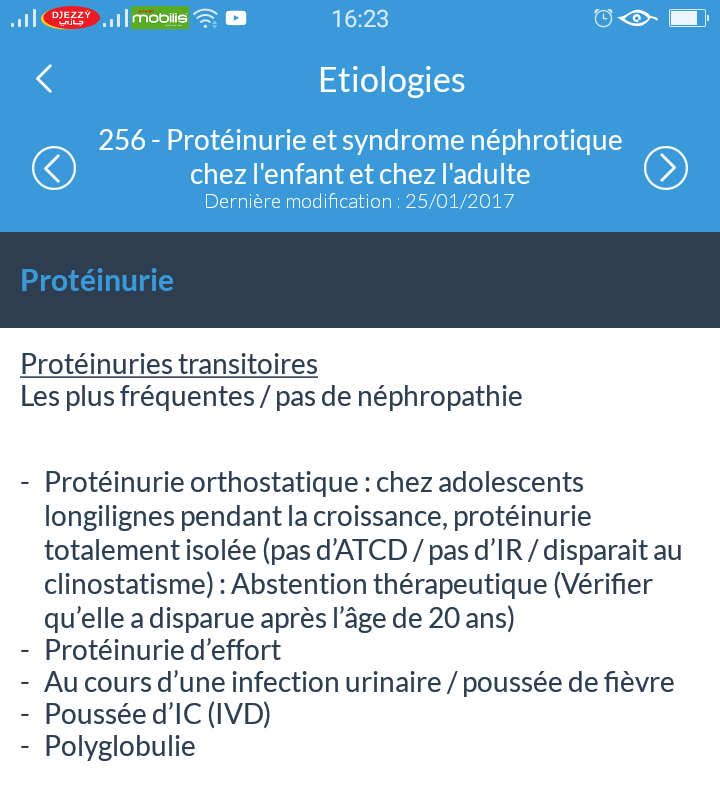 DJEZZY
جازي
mobilis
16:23
Etiologies
256 - Protéinurie et syndrome néphrotique
chez l'enfant et chez l'adulte
Dernière modification : 25/01/2017
Protéinurie
Protéinuries transitoires
Les plus fréquentes / pas de néphropathie
- Protéinurie orthostatique : chez adolescents
longilignes pendant la croissance, protéinurie
totalement isolée (pas d’ATCD / pas d’IR / disparait au
clinostatisme) : Abstention thérapeutique (Vérifier
qu’elle a disparue après l’âge de 20 ans)
- Protéinurie d’effort
- Au cours d’une infection urinaire / poussée de fièvre
- Poussée d’IC (IVD)
- Polyglobulie